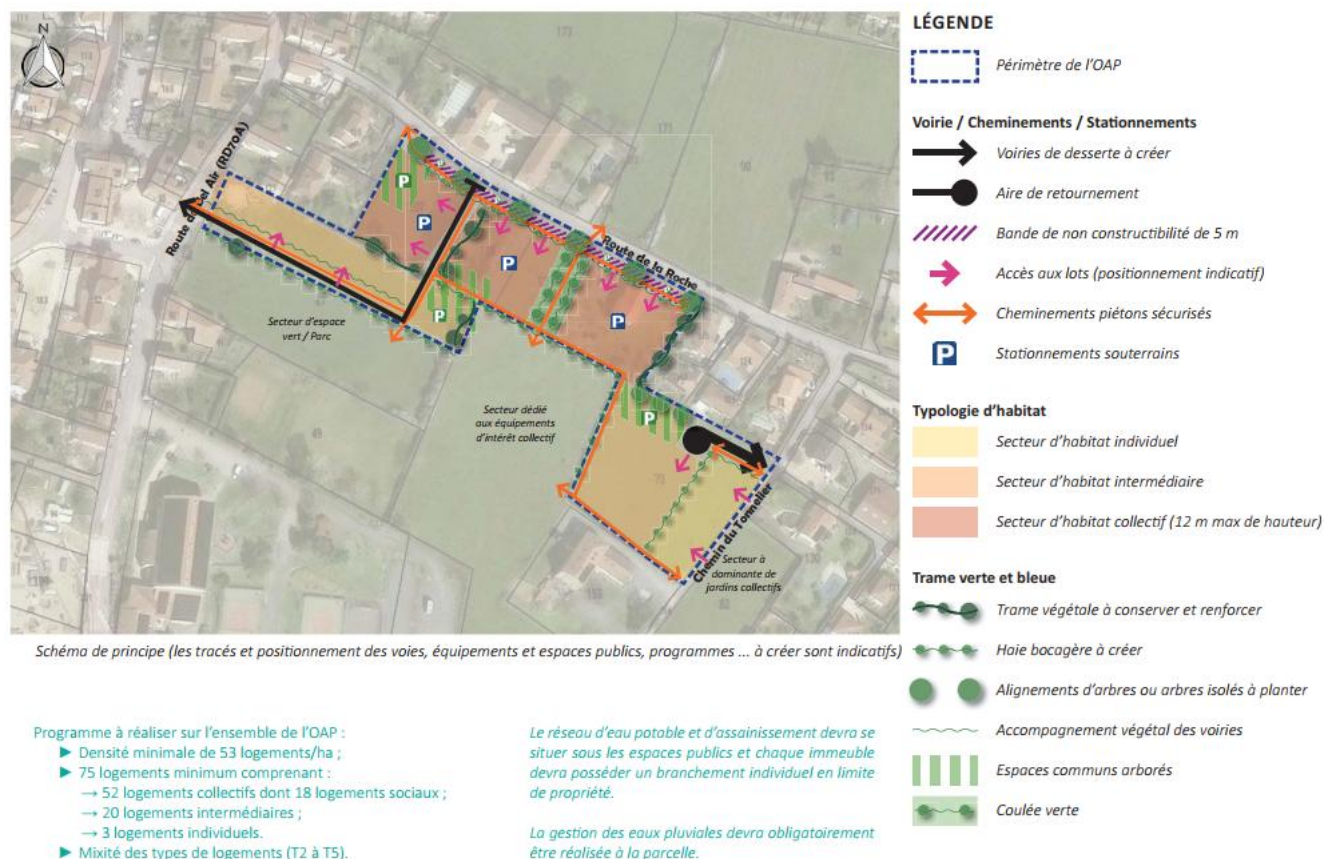 N
Route de Bel Air (RD70A)
Route de la Roche
Chemin du Tonnelier
Secteur d'espace
vert / Parc
Secteur dédié
aux équipements
d'intérêt collectif
Secteur à
dominante de
jardins collectifs
P
P
P
P
P
P
Schéma de principe (les tracés et positionnement des voies, équipements et espaces publics, programmes ... à créer sont indicatifs)
LÉGENDE
Périmètre de l'OAP
Voirie / Cheminements / Stationnements
Voiries de desserte à créer
Aire de retournement
Bande de non constructibilité de 5 m
Accès aux lots (positionnement indicatif)
Cheminements piétons sécurisés
P
Stationnements souterrains
Typologie d'habitat
Secteur d'habitat individuel
Secteur d'habitat intermédiaire
Secteur d'habitat collectif (12 m max de hauteur)
Trame verte et bleue
Trame végétale à conserver et renforcer
Haie bocagère à créer
Alignements d'arbres ou arbres isolés à planter
Accompagnement végétal des voiries
Espaces communs arborés
Coulée verte
Programme à réaliser sur l'ensemble de l'OAP :
► Densité minimale de 53 logements/ha ;
► 75 logements minimum comprenant :
→ 52 logements collectifs dont 18 logements sociaux ;
→ 20 logements intermédiaires ;
→ 3 logements individuels.
► Mixité des types de logements (T2 à T5).
Le réseau d'eau potable et d'assainissement devra se
situer sous les espaces publics et chaque immeuble
devra posséder un branchement individuel en limite
de propriété.
La gestion des eaux pluviales devra obligatoirement
être réalisée à la parcelle.